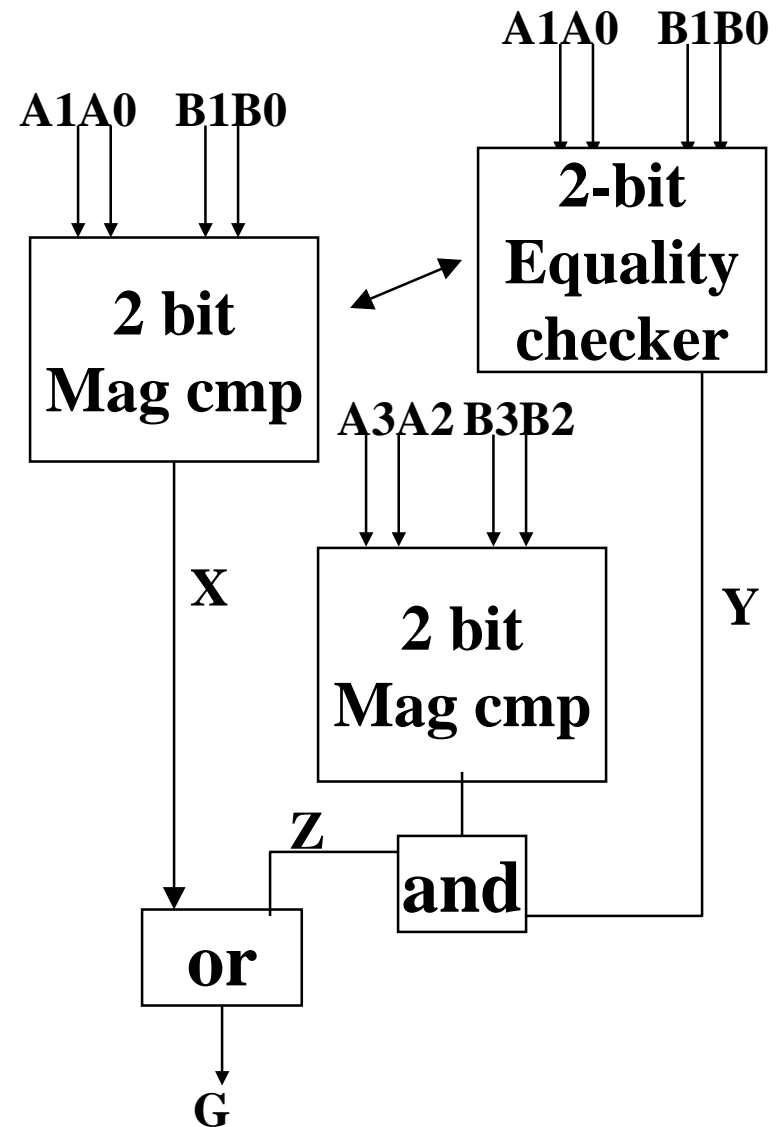 A1A0 B1B0
A1A0 B1B0
2-bit
Equality
checker
2 bit
Mag cmp
A3A2 B3B2
X
Y
2 bit
Mag cmp
Z
and
or
G